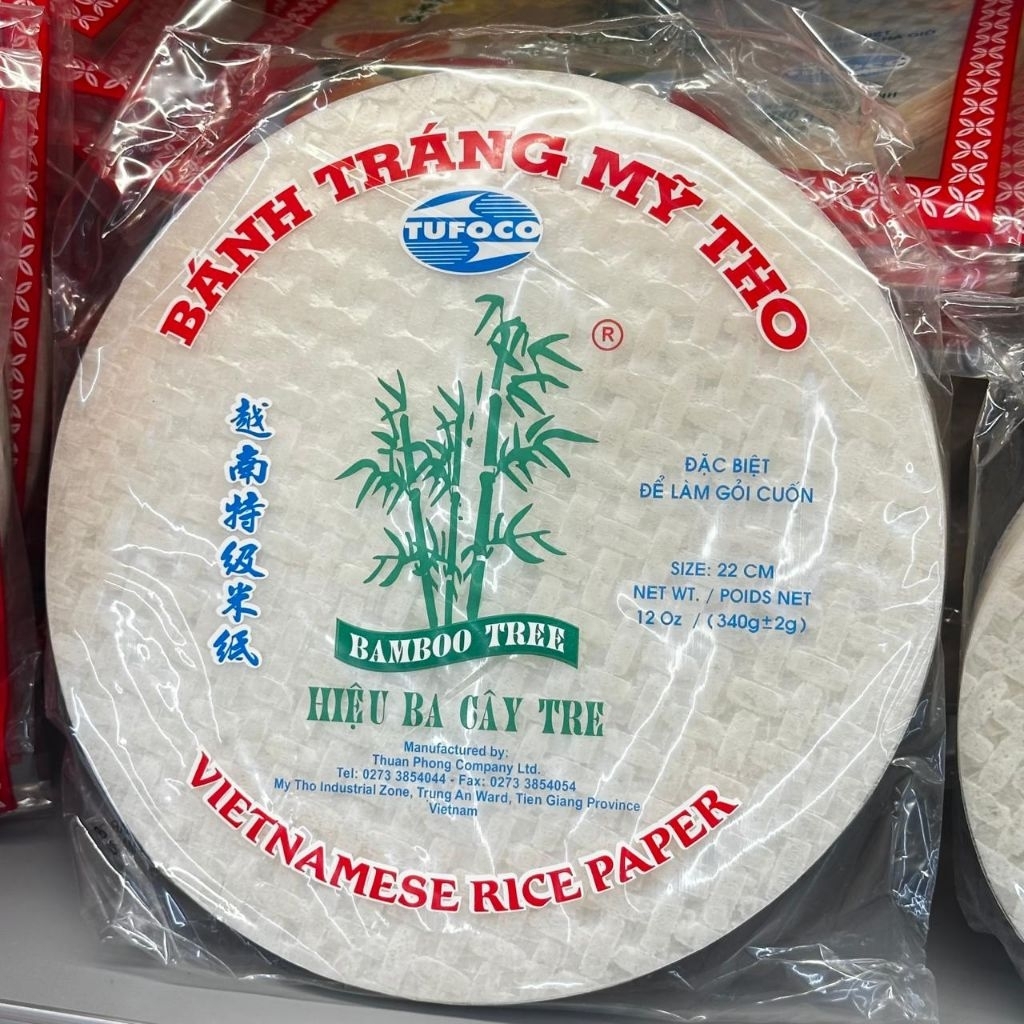 BÁNH TRÁNG MỸ THO
TUFOCO
®
越南特级米纸
ĐẶC BIỆT
ĐỂ LÀM GỎI CUỐN
SIZE: 22 CM
NET WT. / POIDS NET
12 Oz / (340g±2g)
BAMBOO TREE
HIỆU BA CÂY TRE
Manufactured by:
Thuan Phong Company Ltd.
Tel: 0273 3854044 - Fax: 0273 3854054
My Tho Industrial Zone, Trung An Ward, Tien Giang Province
Vietnam
VIETNAMESE RICE PAPER